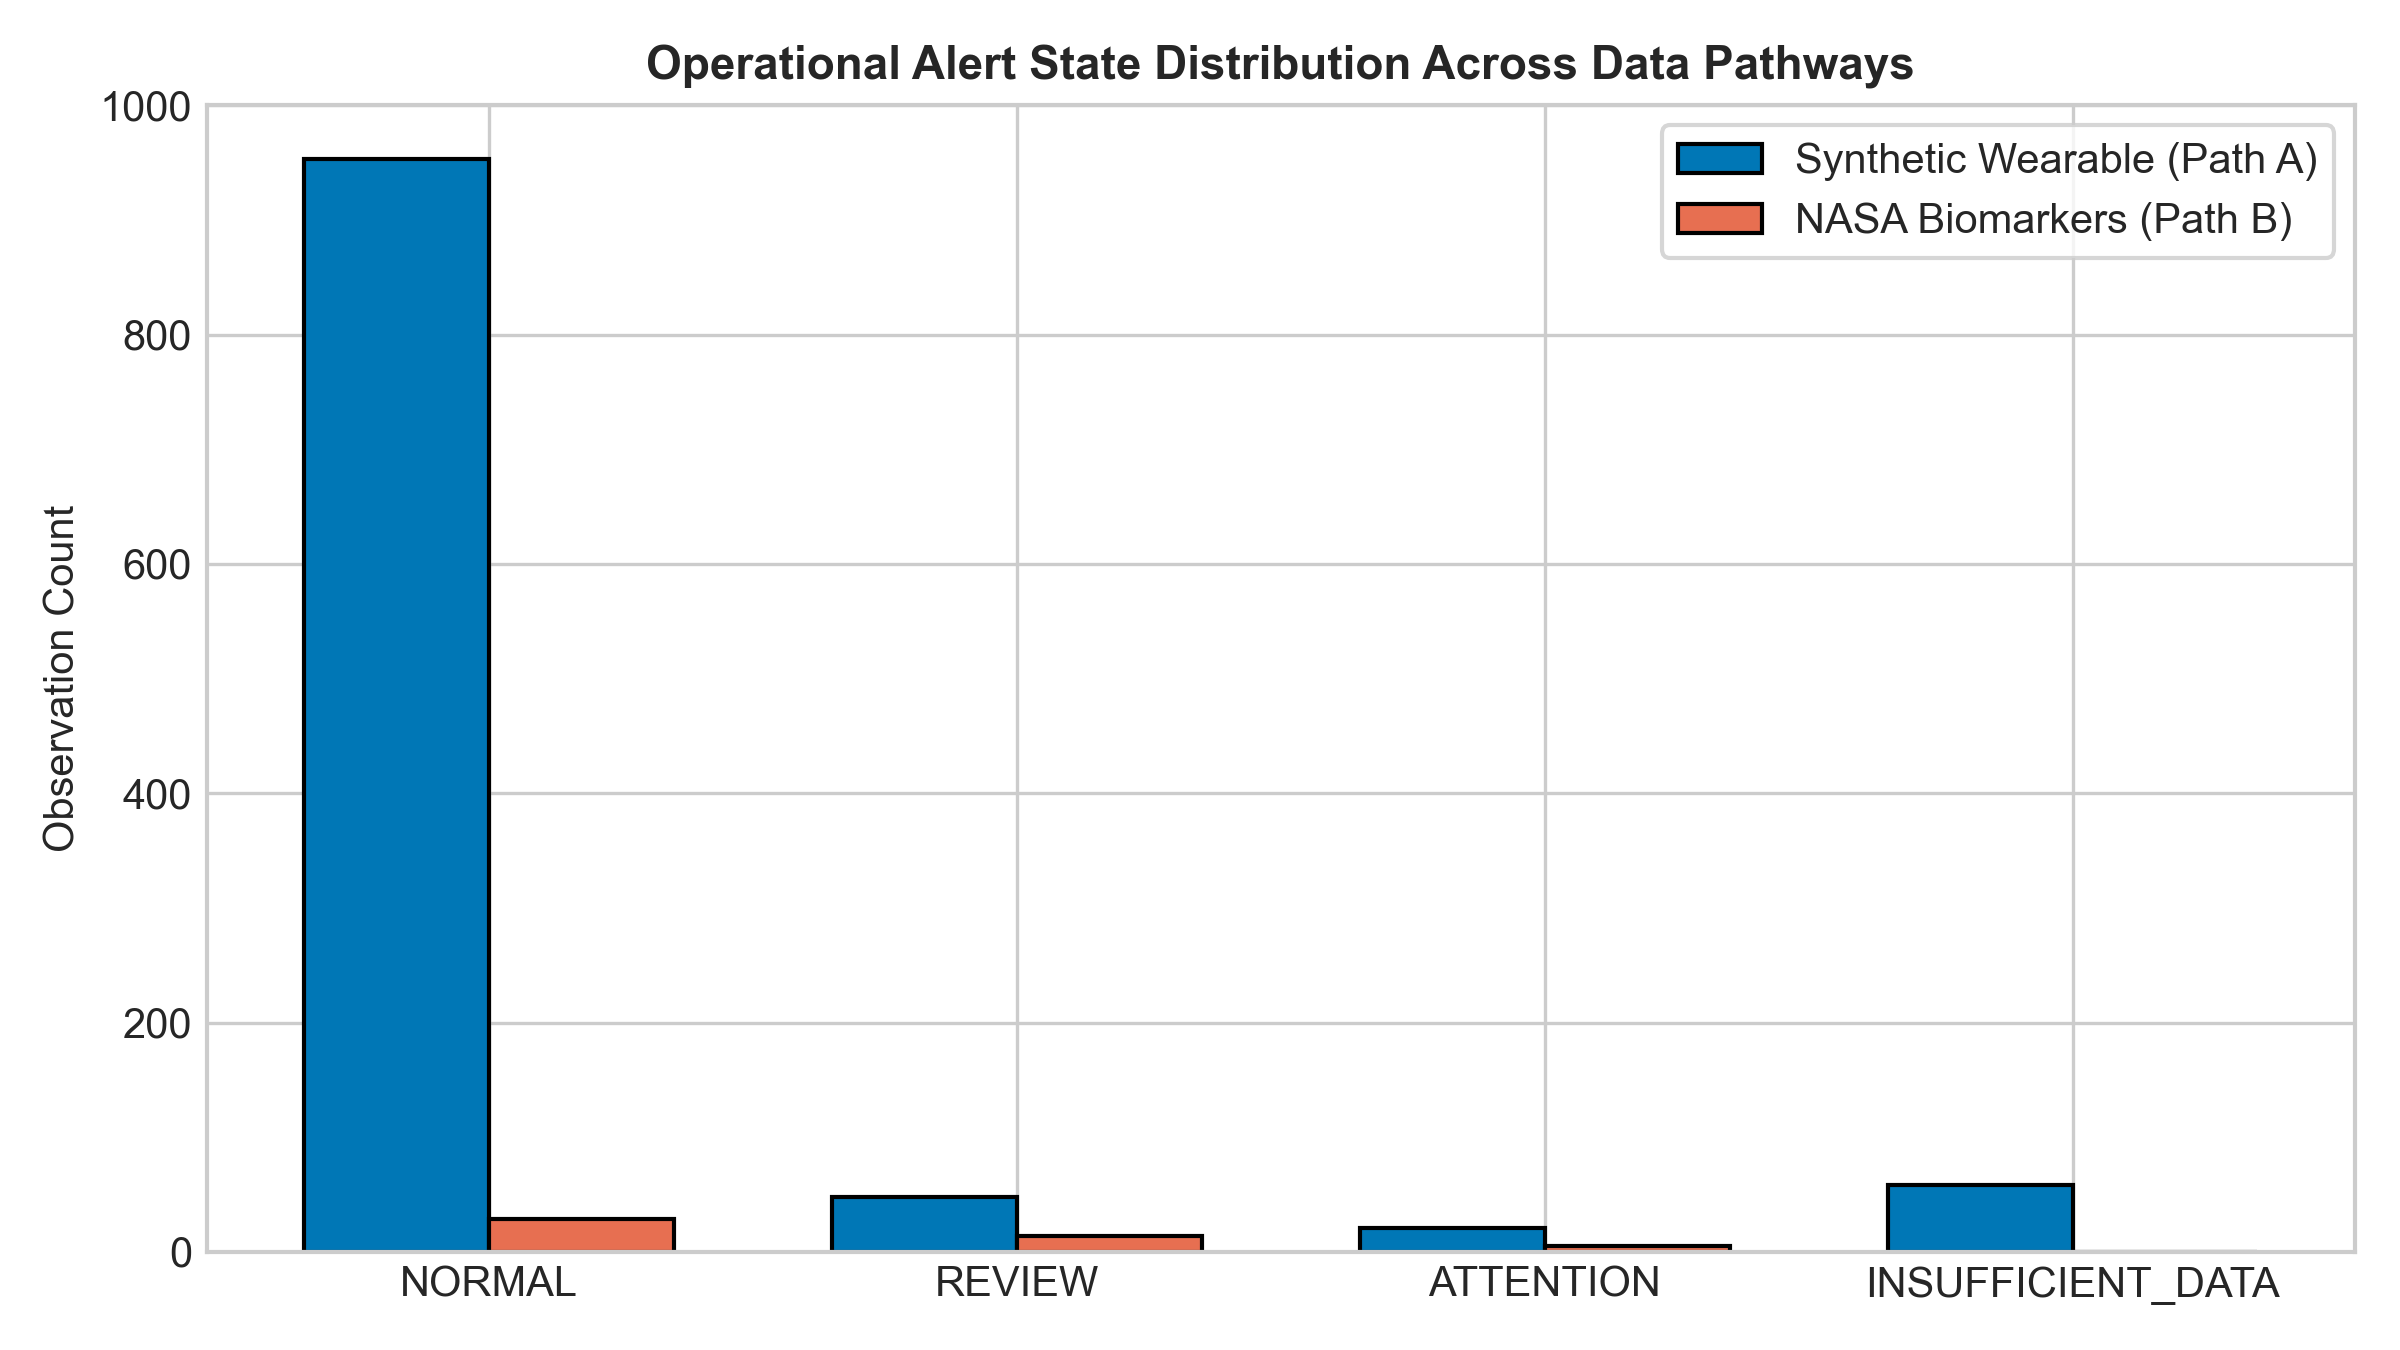 Operational Alert State Distribution Across Data Pathways
1000
800
600
400
200
0
Observation Count
Synthetic Wearable (Path A)
NASA Biomarkers (Path B)
NORMAL
REVIEW
ATTENTION
INSUFFICIENT_DATA